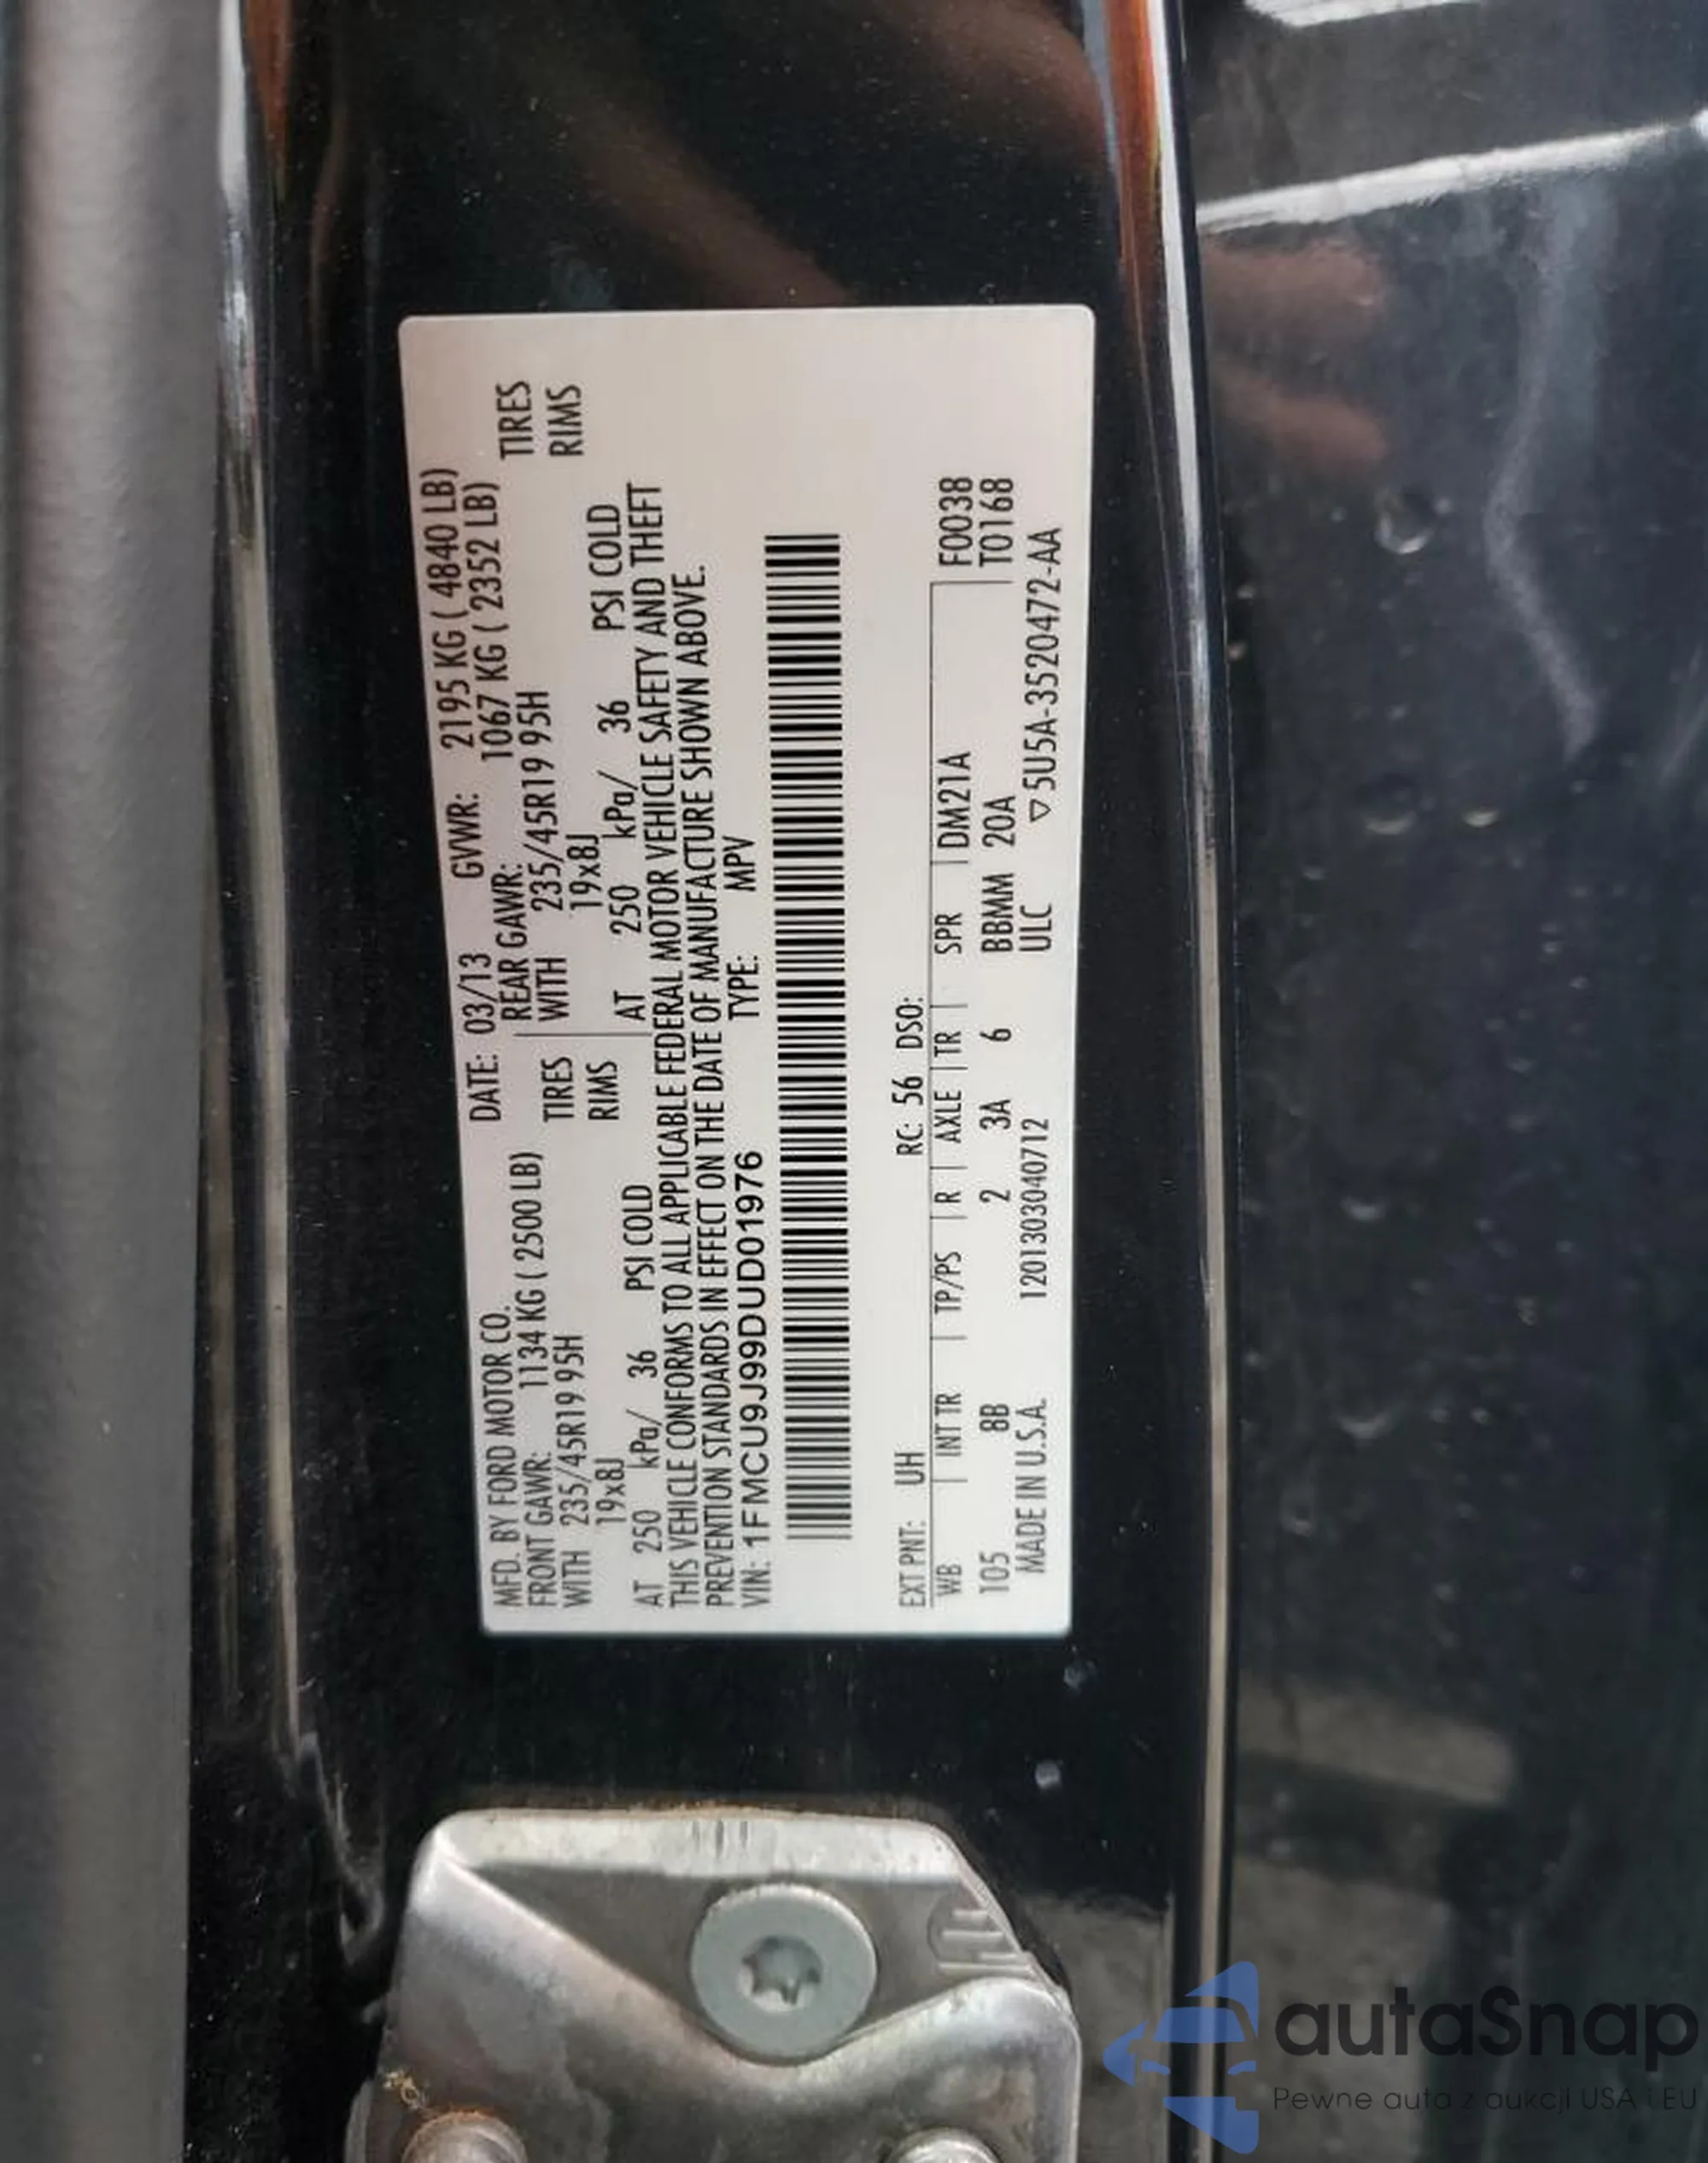 MFD. BY FORD MOTOR CO.
DATE: 03/13
GVWR: 2195 KG ( 4840 LB)
FRONT GAWR: 1134 KG ( 2500 LB)
REAR GAWR: 1067 KG ( 2352 LB)
WITH 235/45R19 95H TIRES
WITH 235/45R19 95H TIRES
19x8J RIMS
19x8J RIMS
AT 250 kPa/ 36 PSI COLD
AT 250 kPa/ 36 PSI COLD
THIS VEHICLE CONFORMS TO ALL APPLICABLE FEDERAL MOTOR VEHICLE SAFETY AND THEFT
PREVENTION STANDARDS IN EFFECT ON THE DATE OF MANUFACTURE SHOWN ABOVE.
VIN: 1FMCU9J99DUD01976 TYPE: MPV
EXT PNT: UH RC: 56 DSO:
WB | INT TR | TP/PS | R | AXLE | TR | SPR | DM21A F0038
105 8B 2 3A 6 BBMM 20A T0168
MADE IN U.S.A. 1201303040712 ULC ▽5U5A-3520472-AA
autaSnap
Pewne auta z aukcji USA i EU